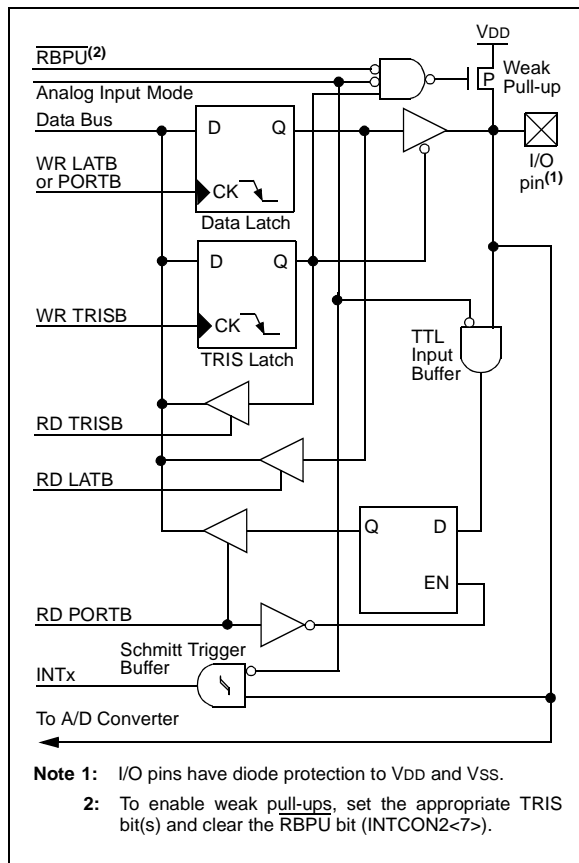 VDD
RBPU(2)
P
Weak
Pull-up
Analog Input Mode
Data Bus
D
Q
I/O
pin(1)
WR LATB
or PORTB
CK
Data Latch
D
Q
WR TRISB
CK
TRIS Latch
TTL
Input
Buffer
RD TRISB
RD LATB
Q
D
EN
RD PORTB
Schmitt Trigger
Buffer
INTx
To A/D Converter
Note 1: I/O pins have diode protection to VDD and VSS.
2: To enable weak pull-ups, set the appropriate TRIS
bit(s) and clear the RBPU bit (INTCON2<7>).